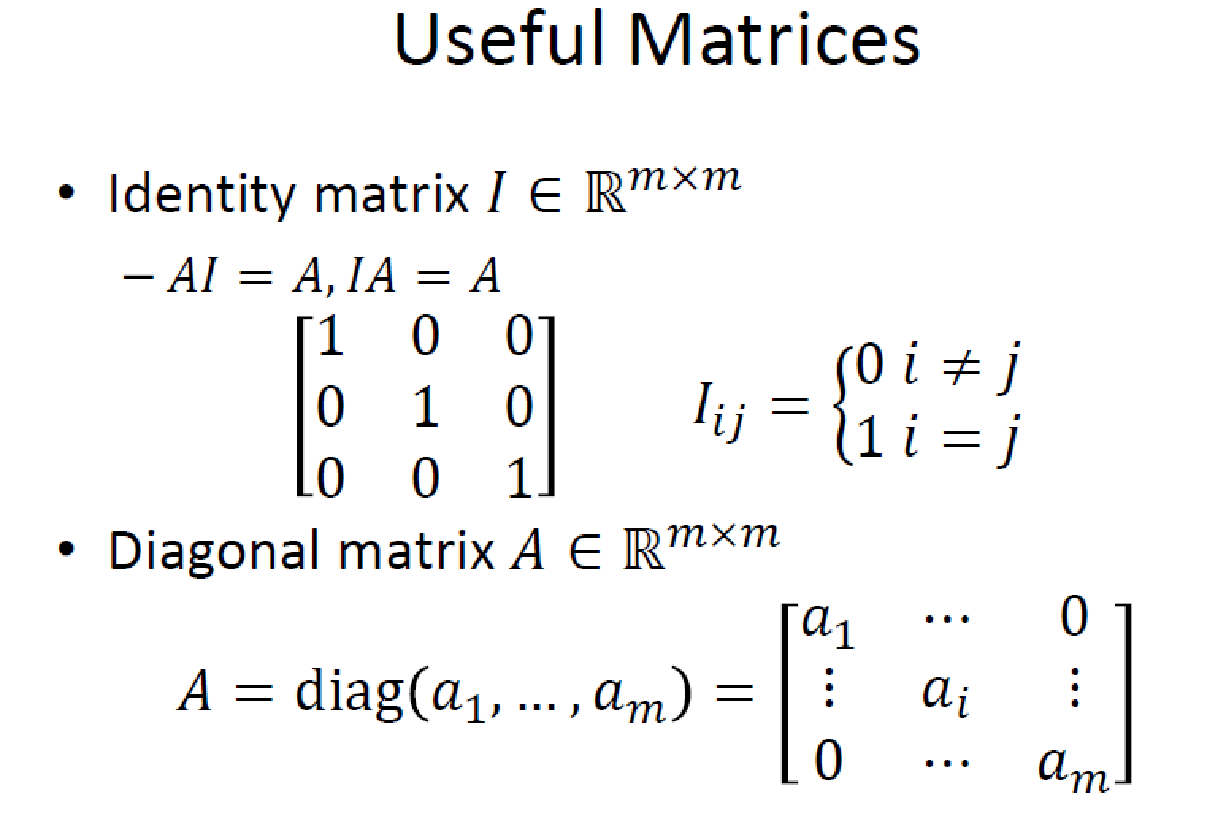 Useful Matrices
• Identity matrix I ∈ ℝ^{m×m}
– AI = A, IA = A
[1 0 0
0 1 0
0 0 1]
I_{ij} = {0 i ≠ j
1 i = j
• Diagonal matrix A ∈ ℝ^{m×m}
A = diag(a_1, … , a_m) = [a_1 ⋯ 0
⋮ a_i ⋮
0 ⋯ a_m]